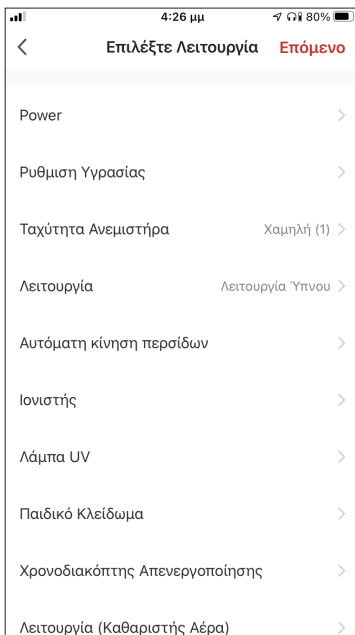 4:26 μμ 80%
Επιλέξτε Λειτουργία Επόμενο
Power
Ρυθμιση Υγρασίας
Ταχύτητα Ανεμιστήρα Χαμηλή (1)
Λειτουργία Λειτουργία Ύπνου
Αυτόματη κίνηση περσίδων
Ιονιστής
Λάμπα UV
Παιδικό Κλείδωμα
Χρονοδιακόπτης Απενεργοποίησης
Λειτουργία (Καθαριστής Αέρα)